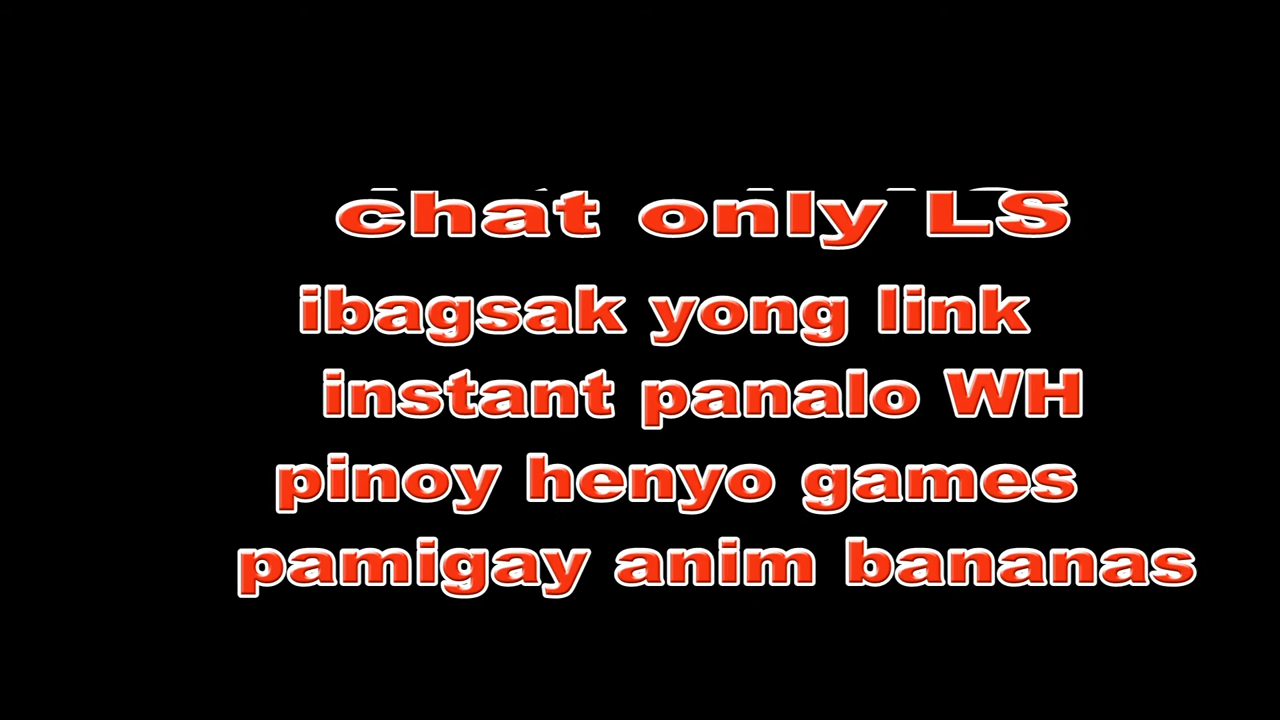 chat only LS
ibagsak yong link
instant panalo WH
pinoy henyo games
pamigay anim bananas